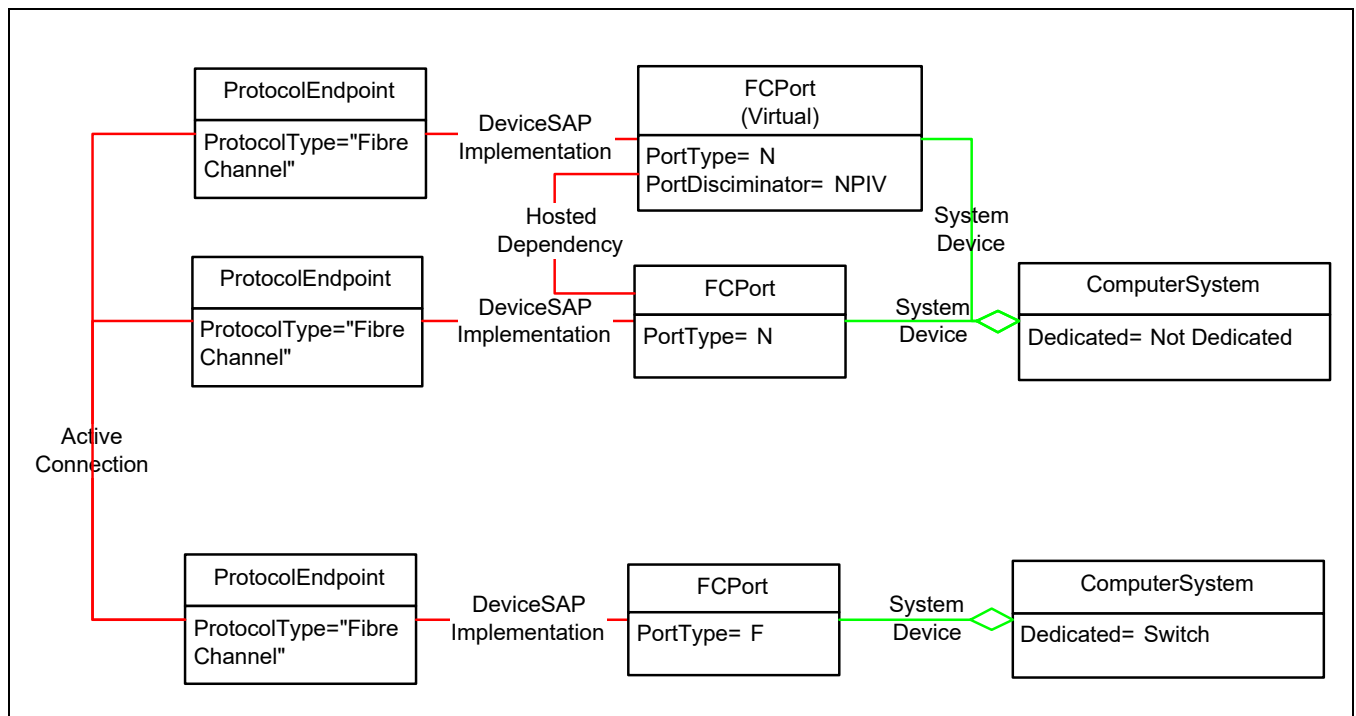 ProtocolEndpoint
ProtocolType="Fibre
Channel"
DeviceSAP
Implementation
FCPort
(Virtual)
PortType= N
PortDisciminator= NPIV
Hosted
Dependency
System
Device
ProtocolEndpoint
ProtocolType="Fibre
Channel"
DeviceSAP
Implementation
FCPort
PortType= N
System
Device
ComputerSystem
Dedicated= Not Dedicated
Active
Connection
ProtocolEndpoint
ProtocolType="Fibre
Channel"
DeviceSAP
Implementation
FCPort
PortType= F
System
Device
ComputerSystem
Dedicated= Switch